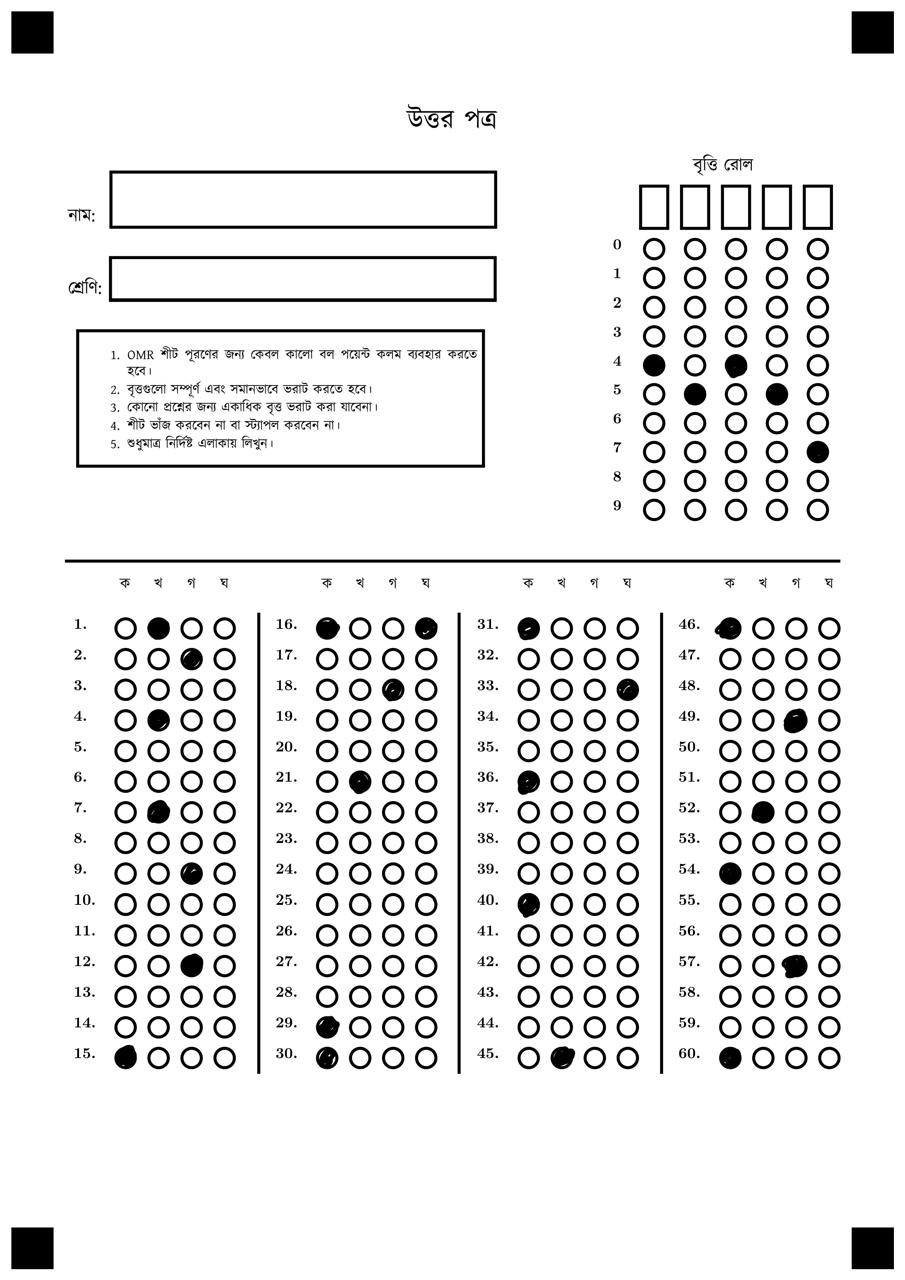 উত্তর পত্র
বৃত্তি রোল
নাম:
শ্রেণি:
0
1
2
3
4
5
6
7
8
9
1. OMR শীট পূরণের জন্য কেবল কালো বল পয়েন্ট কলম ব্যবহার করতে
হবে।
2. বৃত্তগুলো সম্পূর্ণ এবং সমানভাবে ভরাট করতে হবে।
3. কোনো প্রশ্নের জন্য একাধিক বৃত্ত ভরাট করা যাবেনা।
4. শীট ভাঁজ করবেন না বা স্ট্যাপল করবেন না।
5. শুধুমাত্র নির্দিষ্ট এলাকায় লিখুন।
ক খ গ ঘ ক খ গ ঘ ক খ গ ঘ ক খ গ ঘ
1. 16. 31. 46.
2. 17. 32. 47.
3. 18. 33. 48.
4. 19. 34. 49.
5. 20. 35. 50.
6. 21. 36. 51.
7. 22. 37. 52.
8. 23. 38. 53.
9. 24. 39. 54.
10. 25. 40. 55.
11. 26. 41. 56.
12. 27. 42. 57.
13. 28. 43. 58.
14. 29. 44. 59.
15. 30. 45. 60.